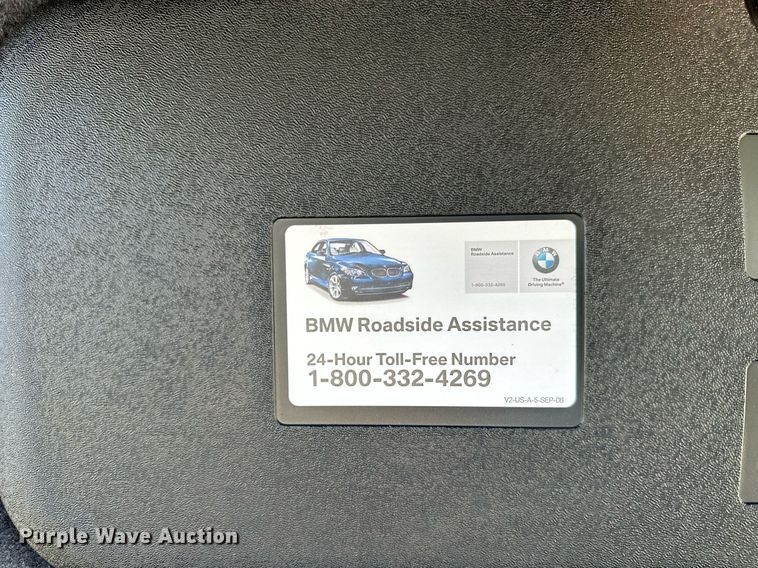 BMW
Roadside Assistance
1-800-332-4269
BMW
The Ultimate
Driving Machine®
BMW Roadside Assistance
24-Hour Toll-Free Number
1-800-332-4269
V2-US-A-5-SEP-08
Purple Wave Auction